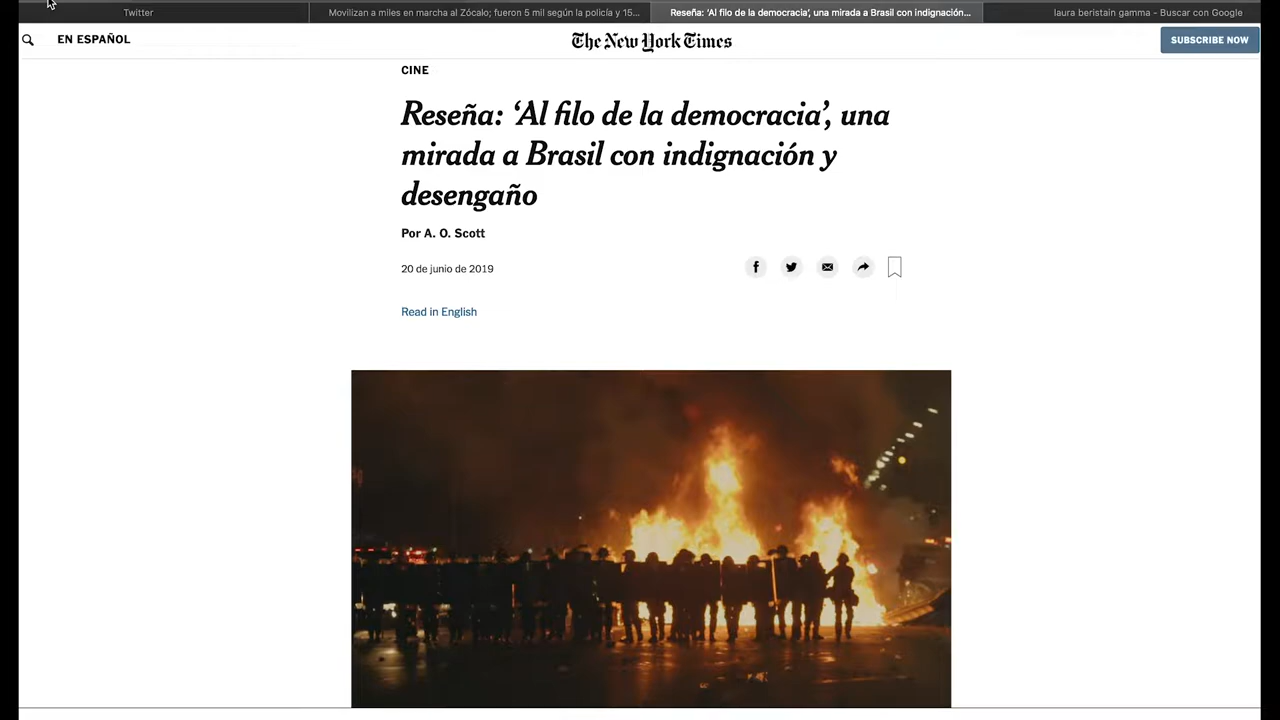 Twitter
Movilizan a miles en marcha al Zócalo; fueron 5 mil según la policía y 15...
Reseña: ‘Al filo de la democracia’, una mirada a Brasil con indignación...
laura beristain gamma - Buscar con Google
EN ESPAÑOL
The New York Times
SUBSCRIBE NOW
CINE
Reseña: ‘Al filo de la democracia’, una
mirada a Brasil con indignación y
desengaño
Por A. O. Scott
20 de junio de 2019
Read in English